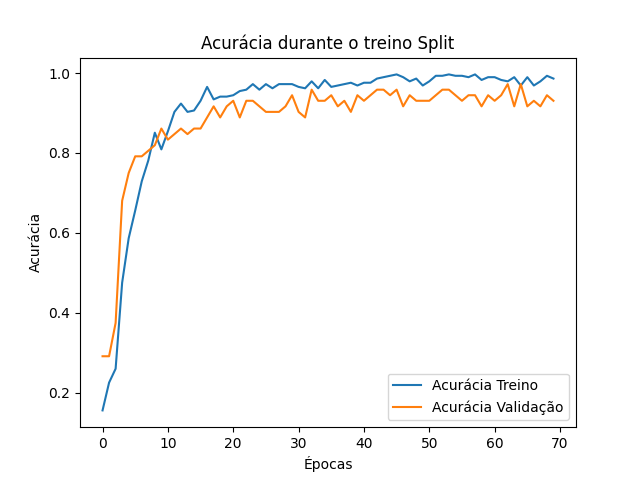 Acurácia durante o treino Split
1.0
0.8
0.6
0.4
0.2
Acurácia
Acurácia Treino
Acurácia Validação
0 10 20 30 40 50 60 70
Épocas